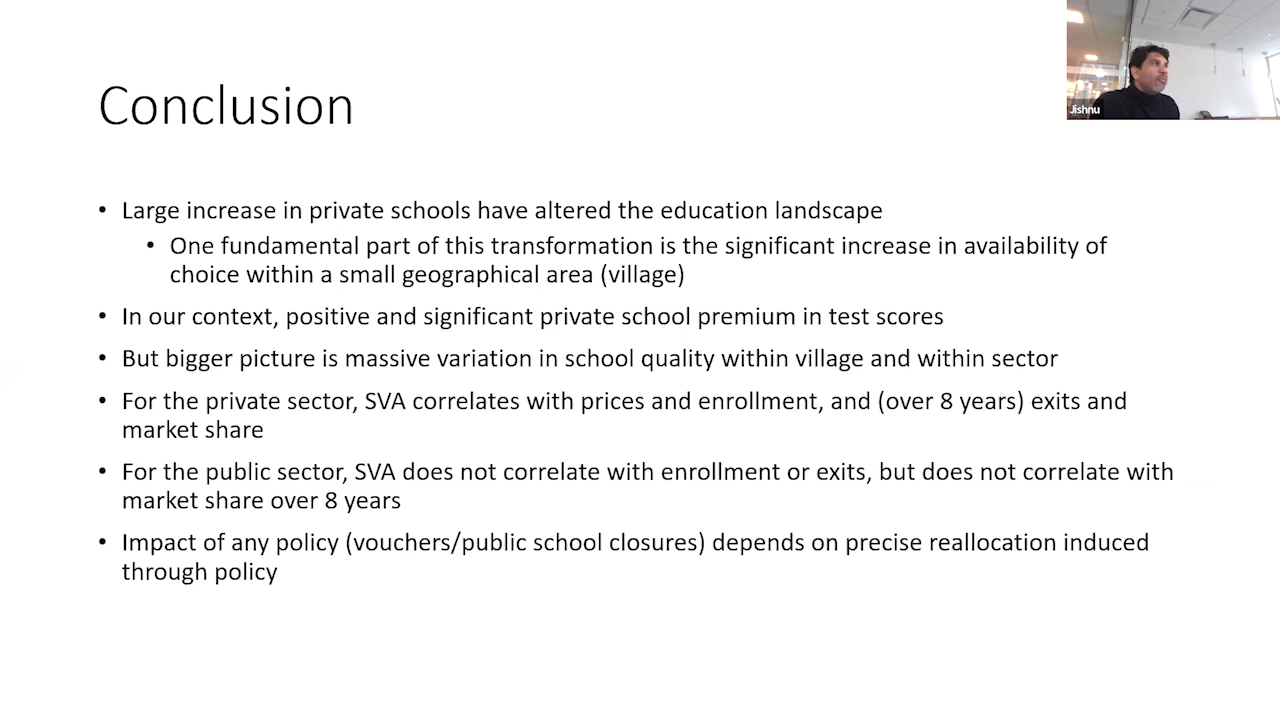 Jishnu
Conclusion
• Large increase in private schools have altered the education landscape
• One fundamental part of this transformation is the significant increase in availability of
choice within a small geographical area (village)
• In our context, positive and significant private school premium in test scores
• But bigger picture is massive variation in school quality within village and within sector
• For the private sector, SVA correlates with prices and enrollment, and (over 8 years) exits and
market share
• For the public sector, SVA does not correlate with enrollment or exits, but does not correlate with
market share over 8 years
• Impact of any policy (vouchers/public school closures) depends on precise reallocation induced
through policy